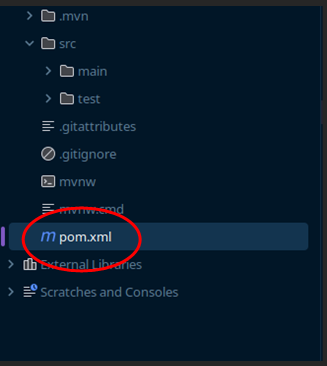 .mvn
src
main
test
.gitattributes
.gitignore
mvnw
mvnw.cmd
m pom.xml
External Libraries
Scratches and Consoles